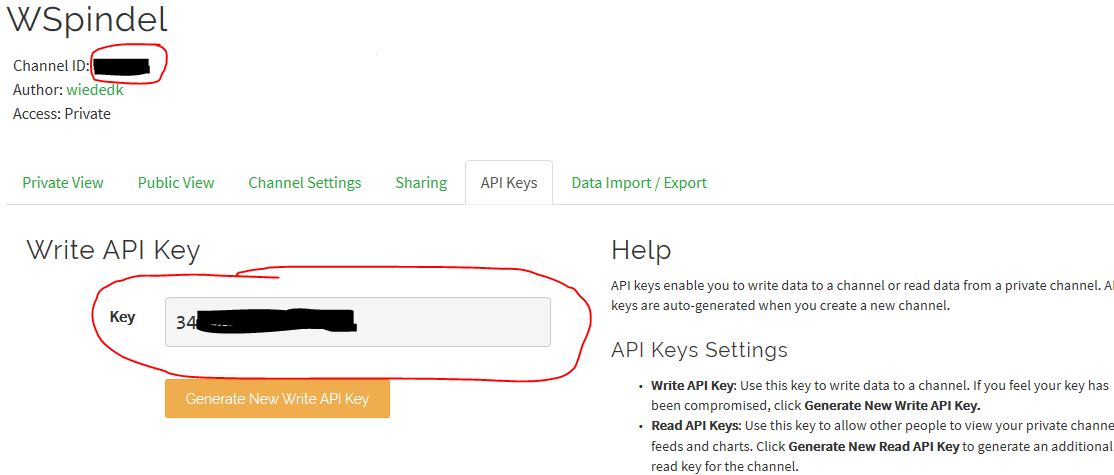 WSpindel
Channel ID:
Author: wiededk
Access: Private
Private View Public View Channel Settings Sharing API Keys Data Import / Export
Write API Key
Key 34
Generate New Write API Key
Help
API keys enable you to write data to a channel or read data from a private channel. AP
keys are auto-generated when you create a new channel.
API Keys Settings
• Write API Key: Use this key to write data to a channel. If you feel your key has
been compromised, click Generate New Write API Key.
• Read API Keys: Use this key to allow other people to view your private channe
feeds and charts. Click Generate New Read API Key to generate an additional
read key for the channel.